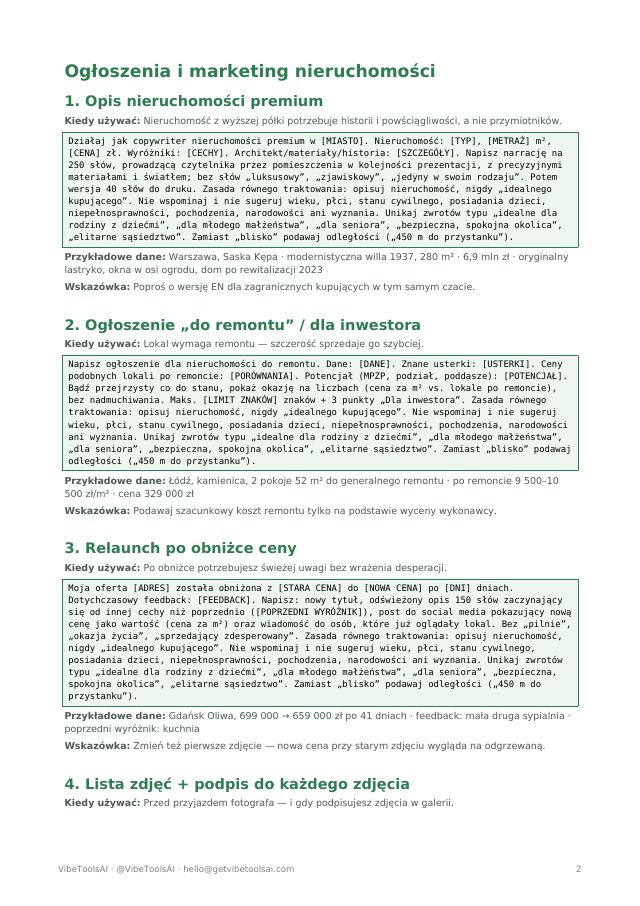 Ogłoszenia i marketing nieruchomości
1. Opis nieruchomości premium
Kiedy używać: Nieruchomość z wyższej półki potrzebuje historii i powściągliwości, a nie przymiotników.
Działaj jak copywriter nieruchomości premium w [MIASTO]. Nieruchomość: [TYP], [METRAŻ] m²,
[CENA] zł. Wyróżniki: [CECHY]. Architekt/materiały/historia: [SZCZEGÓŁY]. Napisz narrację na
250 słów, prowadzącą czytelnika przez pomieszczenia w kolejności prezentacji, z precyzyjnymi
materiałami i światłem; bez słów „luksusowy”, „zjawiskowy”, „jedyny w swoim rodzaju”. Potem
wersja 40 słów do druku. Zasada równego traktowania: opisuj nieruchomość, nigdy „idealnego
kupującego”. Nie wspominaj i nie sugeruj wieku, płci, stanu cywilnego, posiadania dzieci,
niepełnosprawności, pochodzenia, narodowości ani wyznania. Unikaj zwrotów typu „idealne dla
rodziny z dziećmi”, „dla młodego małżeństwa”, „dla seniora”, „bezpieczna, spokojna okolica”,
„elitarne sąsiedztwo”. Zamiast „blisko” podawaj odległości („450 m do przystanku”).
Przykładowe dane: Warszawa, Saska Kępa · modernistyczna willa 1937, 280 m² · 6,9 mln zł · oryginalny
lastryko, okna w osi ogrodu, dom po rewitalizacji 2023
Wskazówka: Poproś o wersję EN dla zagranicznych kupujących w tym samym czacie.
2. Ogłoszenie „do remontu” / dla inwestora
Kiedy używać: Lokal wymaga remontu — szczerość sprzedaje go szybciej.
Napisz ogłoszenie dla nieruchomości do remontu. Dane: [DANE]. Znane usterki: [USTERKI]. Ceny
podobnych lokali po remoncie: [PORÓWNANIA]. Potencjał (MPZP, podział, poddasze): [POTENCJAŁ].
Bądź przejrzysty co do stanu, pokaż okazję na liczbach (cena za m² vs. lokale po remoncie),
bez nadmuchiwania. Maks. [LIMIT ZNAKÓW] znaków + 3 punkty „Dla inwestora”. Zasada równego
traktowania: opisuj nieruchomość, nigdy „idealnego kupującego”. Nie wspominaj i nie sugeruj
wieku, płci, stanu cywilnego, posiadania dzieci, niepełnosprawności, pochodzenia, narodowości
ani wyznania. Unikaj zwrotów typu „idealne dla rodziny z dziećmi”, „dla młodego małżeństwa”,
„dla seniora”, „bezpieczna, spokojna okolica”, „elitarne sąsiedztwo”. Zamiast „blisko” podawaj
odległości („450 m do przystanku”).
Przykładowe dane: Łódź, kamienica, 2 pokoje 52 m² do generalnego remontu · po remoncie 9 500–10
500 zł/m² · cena 329 000 zł
Wskazówka: Podawaj szacunkowy koszt remontu tylko na podstawie wyceny wykonawcy.
3. Relaunch po obniżce ceny
Kiedy używać: Po obniżce potrzebujesz świeżej uwagi bez wrażenia desperacji.
Moja oferta [ADRES] została obniżona z [STARA CENA] do [NOWA CENA] po [DNI] dniach.
Dotychczasowy feedback: [FEEDBACK]. Napisz: nowy tytuł, odświeżony opis 150 słów zaczynający
się od innej cechy niż poprzednio ([POPRZEDNI WYRÓŻNIK]), post do social media pokazujący nową
cenę jako wartość (cena za m²) oraz wiadomość do osób, które już oglądały lokal. Bez „pilnie”,
„okazja życia”, „sprzedający zdesperowany”. Zasada równego traktowania: opisuj nieruchomość,
nigdy „idealnego kupującego”. Nie wspominaj i nie sugeruj wieku, płci, stanu cywilnego,
posiadania dzieci, niepełnosprawności, pochodzenia, narodowości ani wyznania. Unikaj zwrotów
typu „idealne dla rodziny z dziećmi”, „dla młodego małżeństwa”, „dla seniora”, „bezpieczna,
spokojna okolica”, „elitarne sąsiedztwo”. Zamiast „blisko” podawaj odległości („450 m do
przystanku”).
Przykładowe dane: Gdańsk Oliwa, 699 000 → 659 000 zł po 41 dniach · feedback: mała druga sypialnia ·
poprzedni wyróżnik: kuchnia
Wskazówka: Zmień też pierwsze zdjęcie — nowa cena przy starym zdjęciu wygląda na odgrzewaną.
4. Lista zdjęć + podpis do każdego zdjęcia
Kiedy używać: Przed przyjazdem fotografa — i gdy podpisujesz zdjęcia w galerii.
VibeToolsAI · @VibeToolsAI · hello@getvibetoolsai.com
2